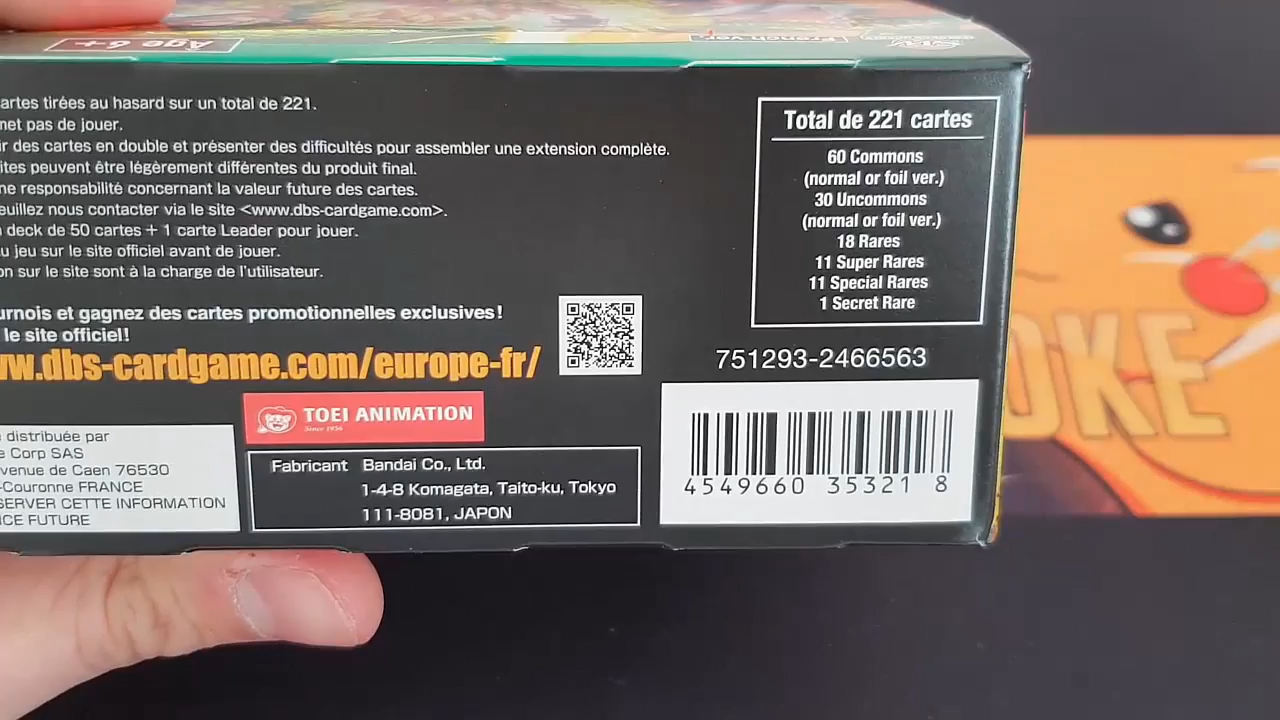 Age 6+
French ver.
artes tirées au hasard sur un total de 221.
met pas de jouer.
ir des cartes en double et présenter des difficultés pour assembler une extension complète.
ites peuvent être légèrement différentes du produit final.
ne responsabilité concernant la valeur future des cartes.
euillez nous contacter via le site <www.dbs-cardgame.com>.
deck de 50 cartes + 1 carte Leader pour jouer.
u jeu sur le site officiel avant de jouer.
on sur le site sont à la charge de l'utilisateur.
urnois et gagnez des cartes promotionnelles exclusives!
le site officiel!
w.dbs-cardgame.com/europe-fr/
Total de 221 cartes
60 Commons
(normal or foil ver.)
30 Uncommons
(normal or foil ver.)
18 Rares
11 Super Rares
11 Special Rares
1 Secret Rare
751293-2466563
4549660 35321 8
TOEI ANIMATION
Since 1956
Fabricant Bandai Co., Ltd.
1-4-8 Komagata, Taito-ku, Tokyo
111-8081, JAPON
distribuée par
e Corp SAS
venue de Caen 76530
-Couronne FRANCE
SERVER CETTE INFORMATION
CE FUTURE
OKE